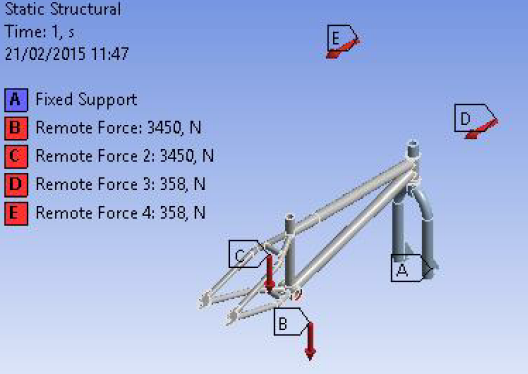 Static Structural
Time: 1, s
21/02/2015 11:47
A Fixed Support
B Remote Force: 3450, N
C Remote Force 2: 3450, N
D Remote Force 3: 358, N
E Remote Force 4: 358, N
E
D
C
A
B